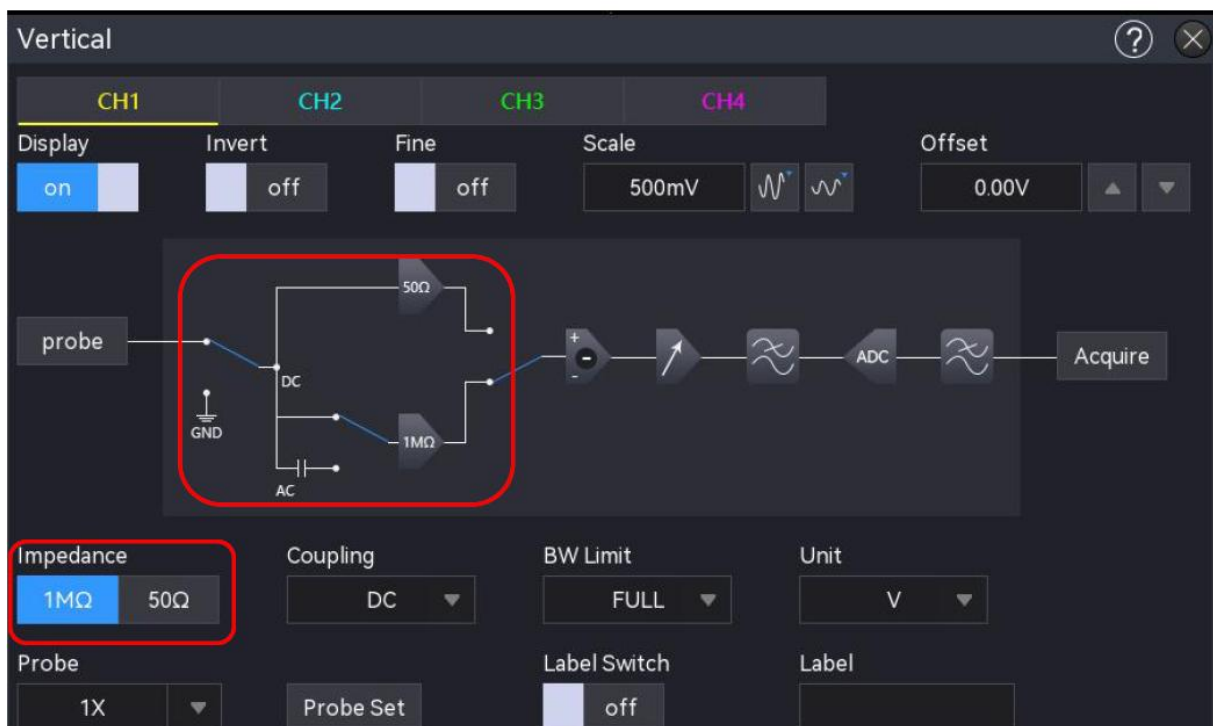 Vertical
?
CH1 CH2 CH3 CH4
Display Invert Fine Scale Offset
on off off 500mV 0.00V
50Ω
probe
DC
+
-
-
ADC
Acquire
GND
1MΩ
AC
Impedance Coupling BW Limit Unit
1MΩ 50Ω DC FULL V
Probe Label Switch Label
1X Probe Set off